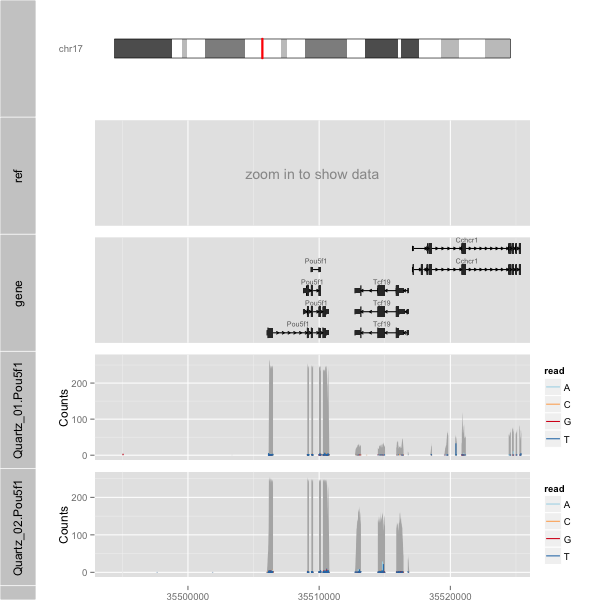 chr17
ref
zoom in to show data
gene
Cchcr1
Cchcr1
Pou5f1
Pou5f1
Tcf19
Pou5f1
Tcf19
Pou5f1
Tcf19
Quartz_01.Pou5f1
Counts
200
100
0
read
A
C
G
T
Quartz_02.Pou5f1
Counts
200
100
0
read
A
C
G
T
35500000
35510000
35520000